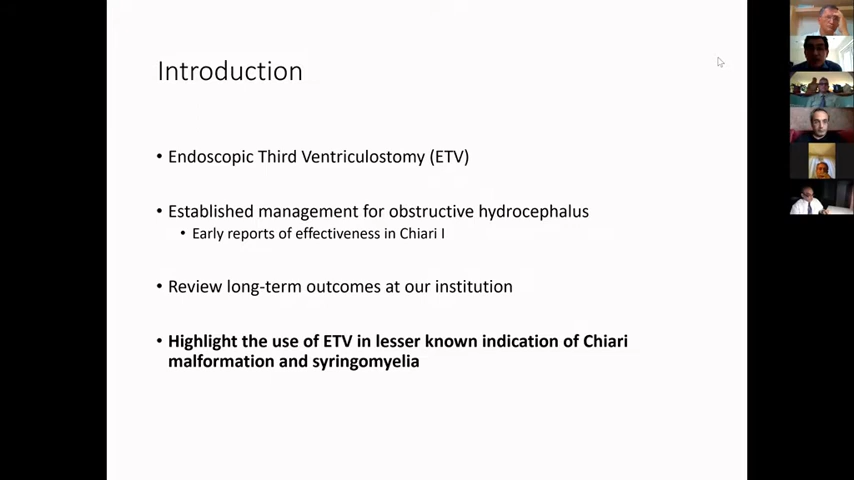 Introduction
• Endoscopic Third Ventriculostomy (ETV)
• Established management for obstructive hydrocephalus
• Early reports of effectiveness in Chiari I
• Review long-term outcomes at our institution
• Highlight the use of ETV in lesser known indication of Chiari
malformation and syringomyelia